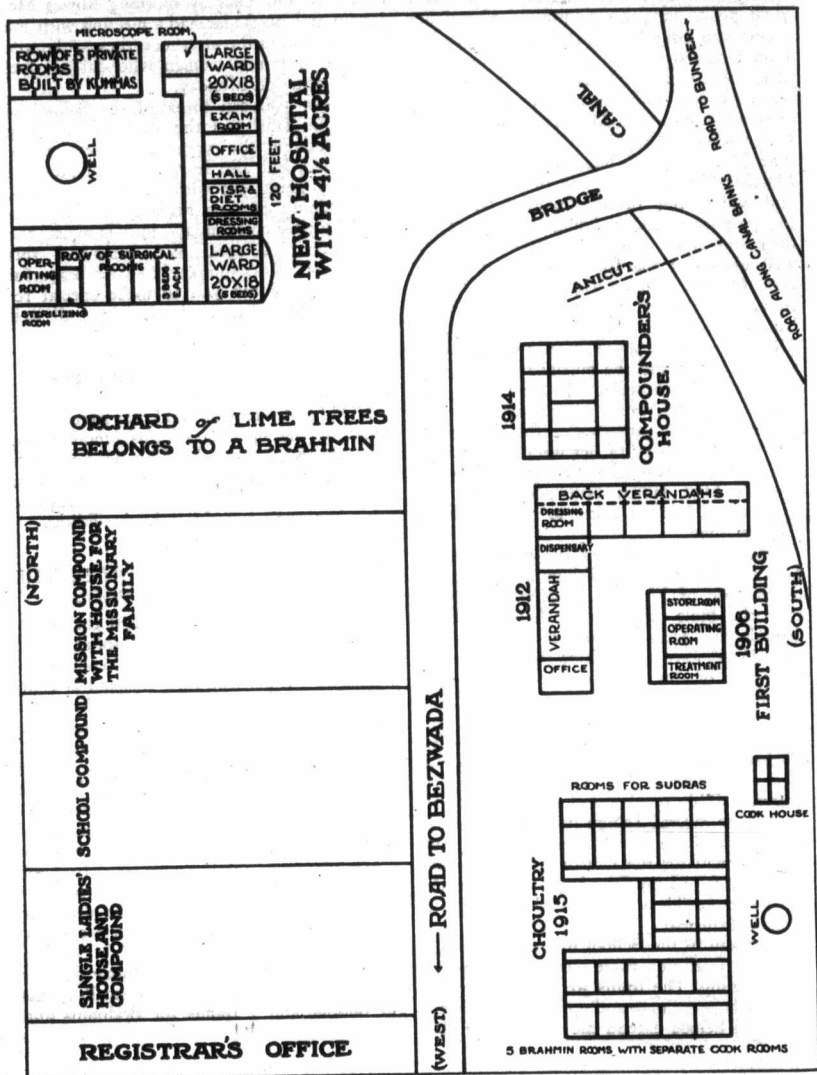 MICROSCOPE ROOM
ROW OF 5 PRIVATE
ROOMS
BUILT BY KUMMAS
WELL
LARGE
WARD
20X18
(5 BEDS)
EXAM
ROOM
OFFICE
HALL
DISP. &
DIET
ROOMS
DRESSING
ROOMS
LARGE
WARD
20X18
(5 BEDS)
120 FEET
NEW HOSPITAL
WITH 4½ ACRES
OPER-
ATING
ROOM
ROW OF SURGICAL
ROOMS
3 BEDS
EACH
STERILIZING
ROOM
CANAL
ROAD TO BUNDER→
BRIDGE
ROAD ALONG CANAL BANKS
ANICUT
ORCHARD of LIME TREES
BELONGS TO A BRAHMIN
1914
COMPOUNDER'S
HOUSE
BACK VERANDAHS
DRESSING
ROOM
DISPENSARY
VERANDAH
OFFICE
1912
STOREROOM
OPERATING
ROOM
TREATMENT
ROOM
1906
FIRST BUILDING
(SOUTH)
(NORTH)
MISSION COMPOUND
WITH HOUSE FOR
THE MISSIONARY
FAMILY
SCHOOL COMPOUND
SINGLE LADIES'
HOUSE AND
COMPOUND
REGISTRAR'S OFFICE
(WEST) ← ROAD TO BEZWADA
ROOMS FOR SUDRAS
COOK HOUSE
CHOULTRY
1915
WELL
5 BRAHMIN ROOMS WITH SEPARATE COOK ROOMS